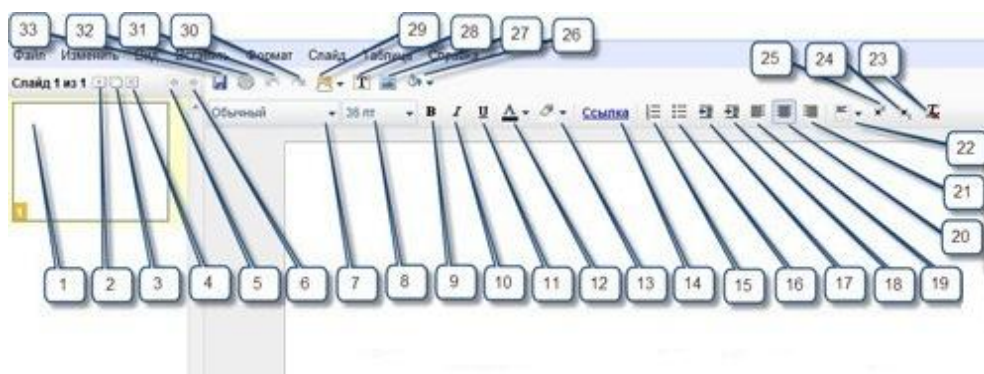 33 32 31 30 29 28 27 26
Файл Изменить Вид Вставить Формат Слайд Таблица
25 24 23
Слайд 1 из 1
Обычный 36 пт B I U A Ссылка
22
21
20
1 2 3 4 5 6 7 8 9 10 11 12 13 14 15 16 17 18 19
1